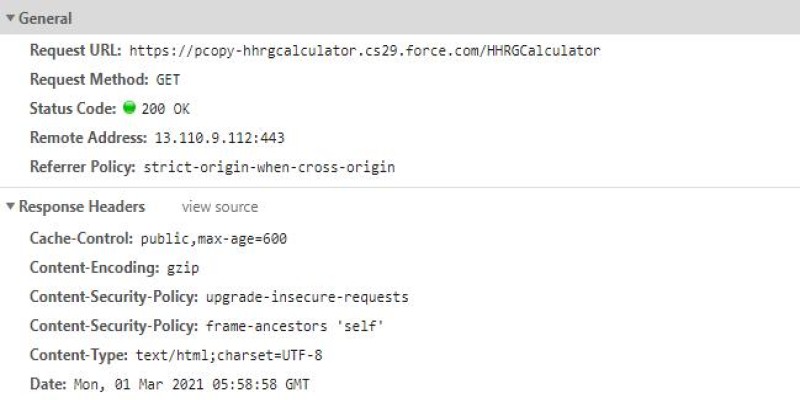 General
Request URL: https://pcopy-hhrgcalculator.cs29.force.com/HHRGCalculator
Request Method: GET
Status Code: 200 OK
Remote Address: 13.110.9.112:443
Referrer Policy: strict-origin-when-cross-origin
Response Headers view source
Cache-Control: public,max-age=600
Content-Encoding: gzip
Content-Security-Policy: upgrade-insecure-requests
Content-Security-Policy: frame-ancestors 'self'
Content-Type: text/html;charset=UTF-8
Date: Mon, 01 Mar 2021 05:58:58 GMT